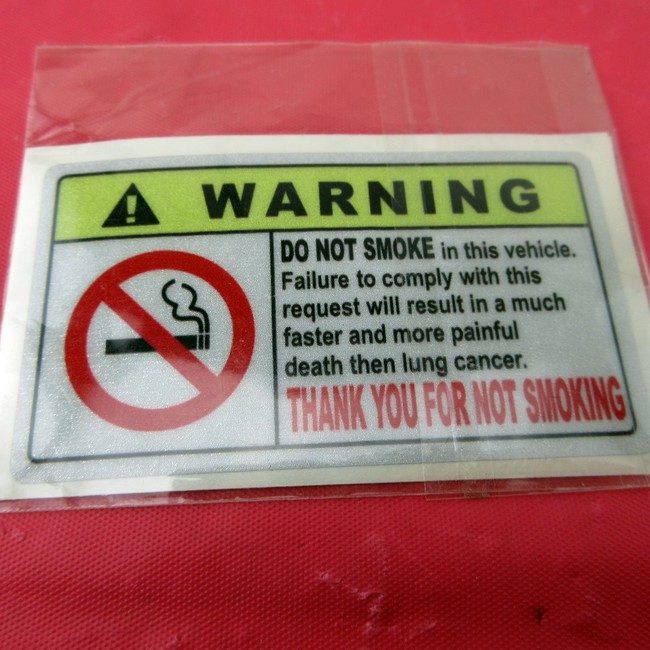 WARNING
DO NOT SMOKE in this vehicle.
Failure to comply with this
request will result in a much
faster and more painful
death then lung cancer.
THANK YOU FOR NOT SMOKING